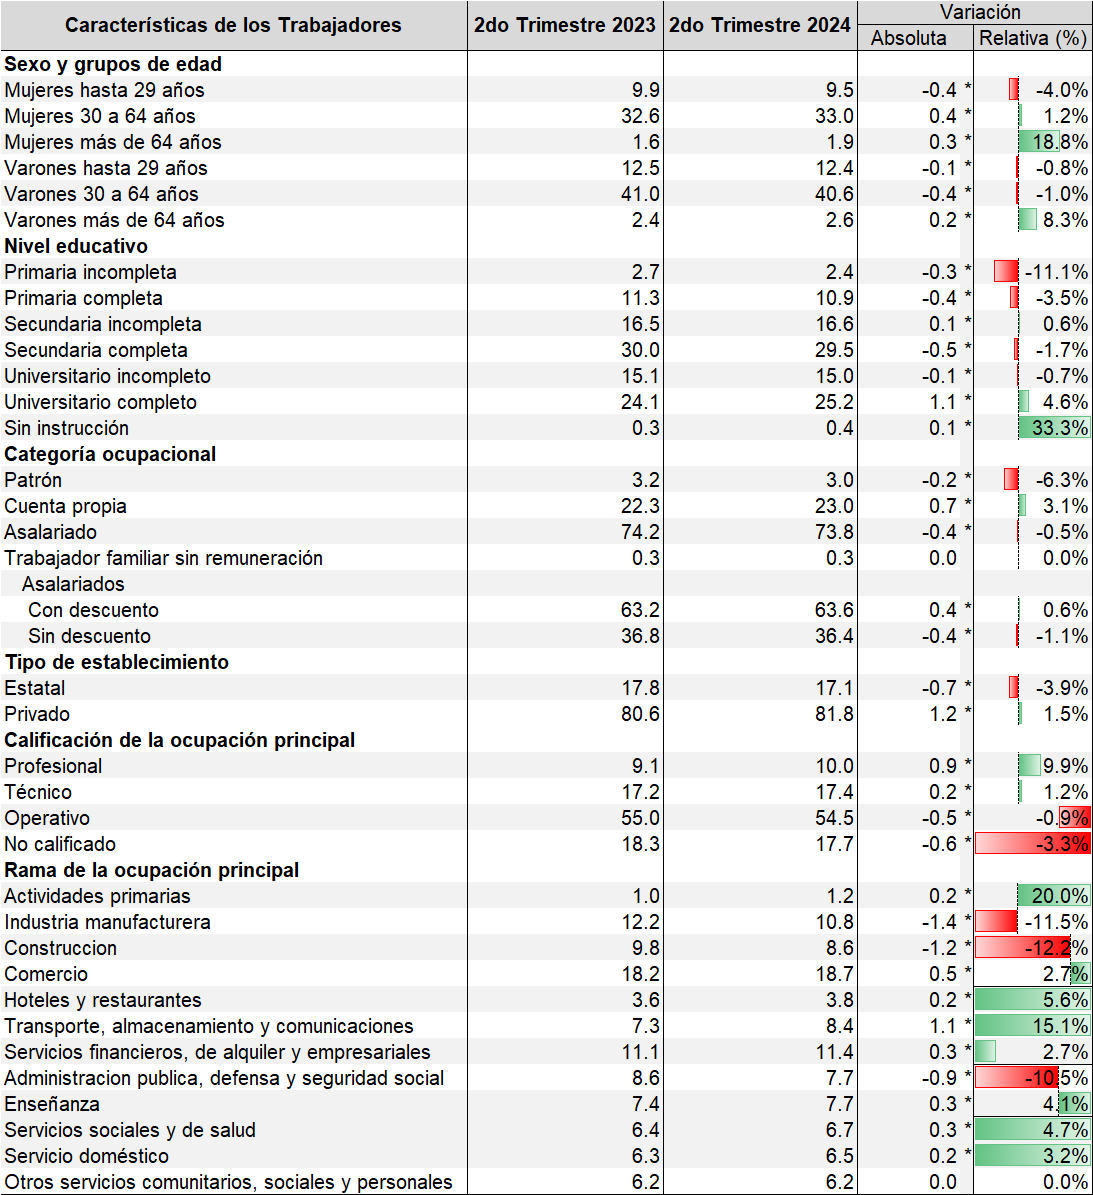 Características de los Trabajadores 2do Trimestre 2023 2do Trimestre 2024 Variación
Absoluta Relativa (%)
Sexo y grupos de edad
Mujeres hasta 29 años 9.9 9.5 -0.4 * -4.0%
Mujeres 30 a 64 años 32.6 33.0 0.4 * 1.2%
Mujeres más de 64 años 1.6 1.9 0.3 * 18.8%
Varones hasta 29 años 12.5 12.4 -0.1 * -0.8%
Varones 30 a 64 años 41.0 40.6 -0.4 * -1.0%
Varones más de 64 años 2.4 2.6 0.2 * 8.3%
Nivel educativo
Primaria incompleta 2.7 2.4 -0.3 * -11.1%
Primaria completa 11.3 10.9 -0.4 * -3.5%
Secundaria incompleta 16.5 16.6 0.1 * 0.6%
Secundaria completa 30.0 29.5 -0.5 * -1.7%
Universitario incompleto 15.1 15.0 -0.1 * -0.7%
Universitario completo 24.1 25.2 1.1 * 4.6%
Sin instrucción 0.3 0.4 0.1 * 33.3%
Categoría ocupacional
Patrón 3.2 3.0 -0.2 * -6.3%
Cuenta propia 22.3 23.0 0.7 * 3.1%
Asalariado 74.2 73.8 -0.4 * -0.5%
Trabajador familiar sin remuneración 0.3 0.3 0.0 0.0%
Asalariados
Con descuento 63.2 63.6 0.4 * 0.6%
Sin descuento 36.8 36.4 -0.4 * -1.1%
Tipo de establecimiento
Estatal 17.8 17.1 -0.7 * -3.9%
Privado 80.6 81.8 1.2 * 1.5%
Calificación de la ocupación principal
Profesional 9.1 10.0 0.9 * 9.9%
Técnico 17.2 17.4 0.2 * 1.2%
Operativo 55.0 54.5 -0.5 * -0.9%
No calificado 18.3 17.7 -0.6 * -3.3%
Rama de la ocupación principal
Actividades primarias 1.0 1.2 0.2 * 20.0%
Industria manufacturera 12.2 10.8 -1.4 * -11.5%
Construccion 9.8 8.6 -1.2 * -12.2%
Comercio 18.2 18.7 0.5 * 2.7%
Hoteles y restaurantes 3.6 3.8 0.2 * 5.6%
Transporte, almacenamiento y comunicaciones 7.3 8.4 1.1 * 15.1%
Servicios financieros, de alquiler y empresariales 11.1 11.4 0.3 * 2.7%
Administracion publica, defensa y seguridad social 8.6 7.7 -0.9 * -10.5%
Enseñanza 7.4 7.7 0.3 * 4.1%
Servicios sociales y de salud 6.4 6.7 0.3 * 4.7%
Servicio doméstico 6.3 6.5 0.2 * 3.2%
Otros servicios comunitarios, sociales y personales 6.2 6.2 0.0 0.0%